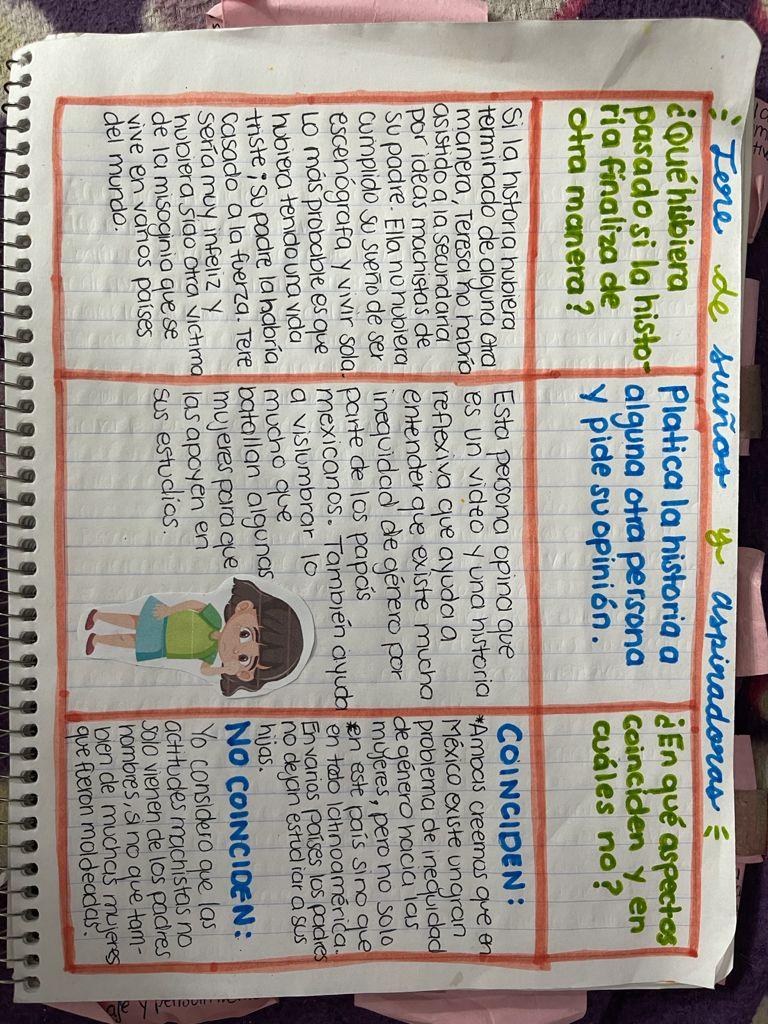 Tere de sueños y aspiradoras
¿Qué hubiera
pasado si la histo-
ria finaliza de
otra manera?
Si la historia hubiera
terminado de alguna otra
manera, Teresa no habría
asistido a la secundaria
por ideas machistas de
su padre. Ella no hubiera
cumplido su sueño de ser
escenógrafa y vivir sola.
Lo más probable es que
hubiera tendo una vida
triste; su padre la habría
casado a la fuerza. Tere
sería muy infeliz y
hubiera sido otra víctima
de la misoginia que se
vive en varios países
del mundo.
Platica la historia a
alguna otra persona
y pide su opinión.
Esta persona opina que
es un video y una historia
reflexiva que ayuda a
entender que existe mucha
inequidad de género por
parte de los papás
mexicanos. También ayuda
a vislumbrar lo
mucho que
batallan algunas
mujeres para que
las apoyen en
sus estudios.
¿En qué aspectos
coinciden y en
cuáles no?
COINCIDEN:
*Ambas creemos que en
México existe un gran
problema de inequidad
de género hacia las
mujeres, pero no solo
*en este país sino que
en todo latinoamérica.
En varios países los padres
no dejan estudiar a sus
hijos.
NO COINCIDEN:
Yo considero que las
actitudes machistas no
solo vienen de los padres
hombres, si no que tam-
bien de muchas mujeres
que fueron moldeadas.